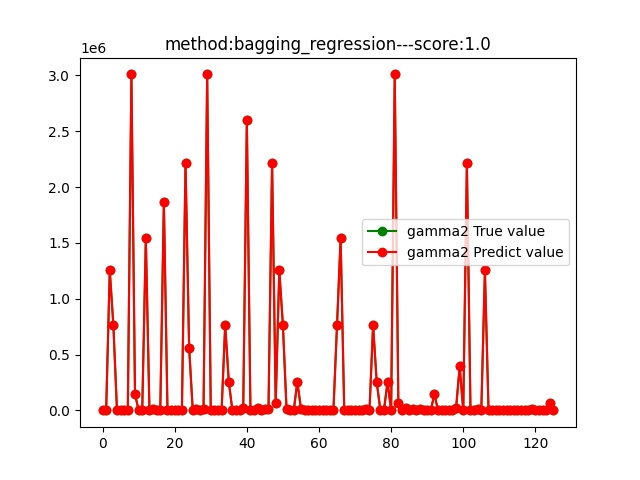 method:bagging_regression---score:1.0
1e6
3.0
2.5
2.0
1.5
1.0
0.5
0.0
gamma2 True value
gamma2 Predict value
0 20 40 60 80 100 120